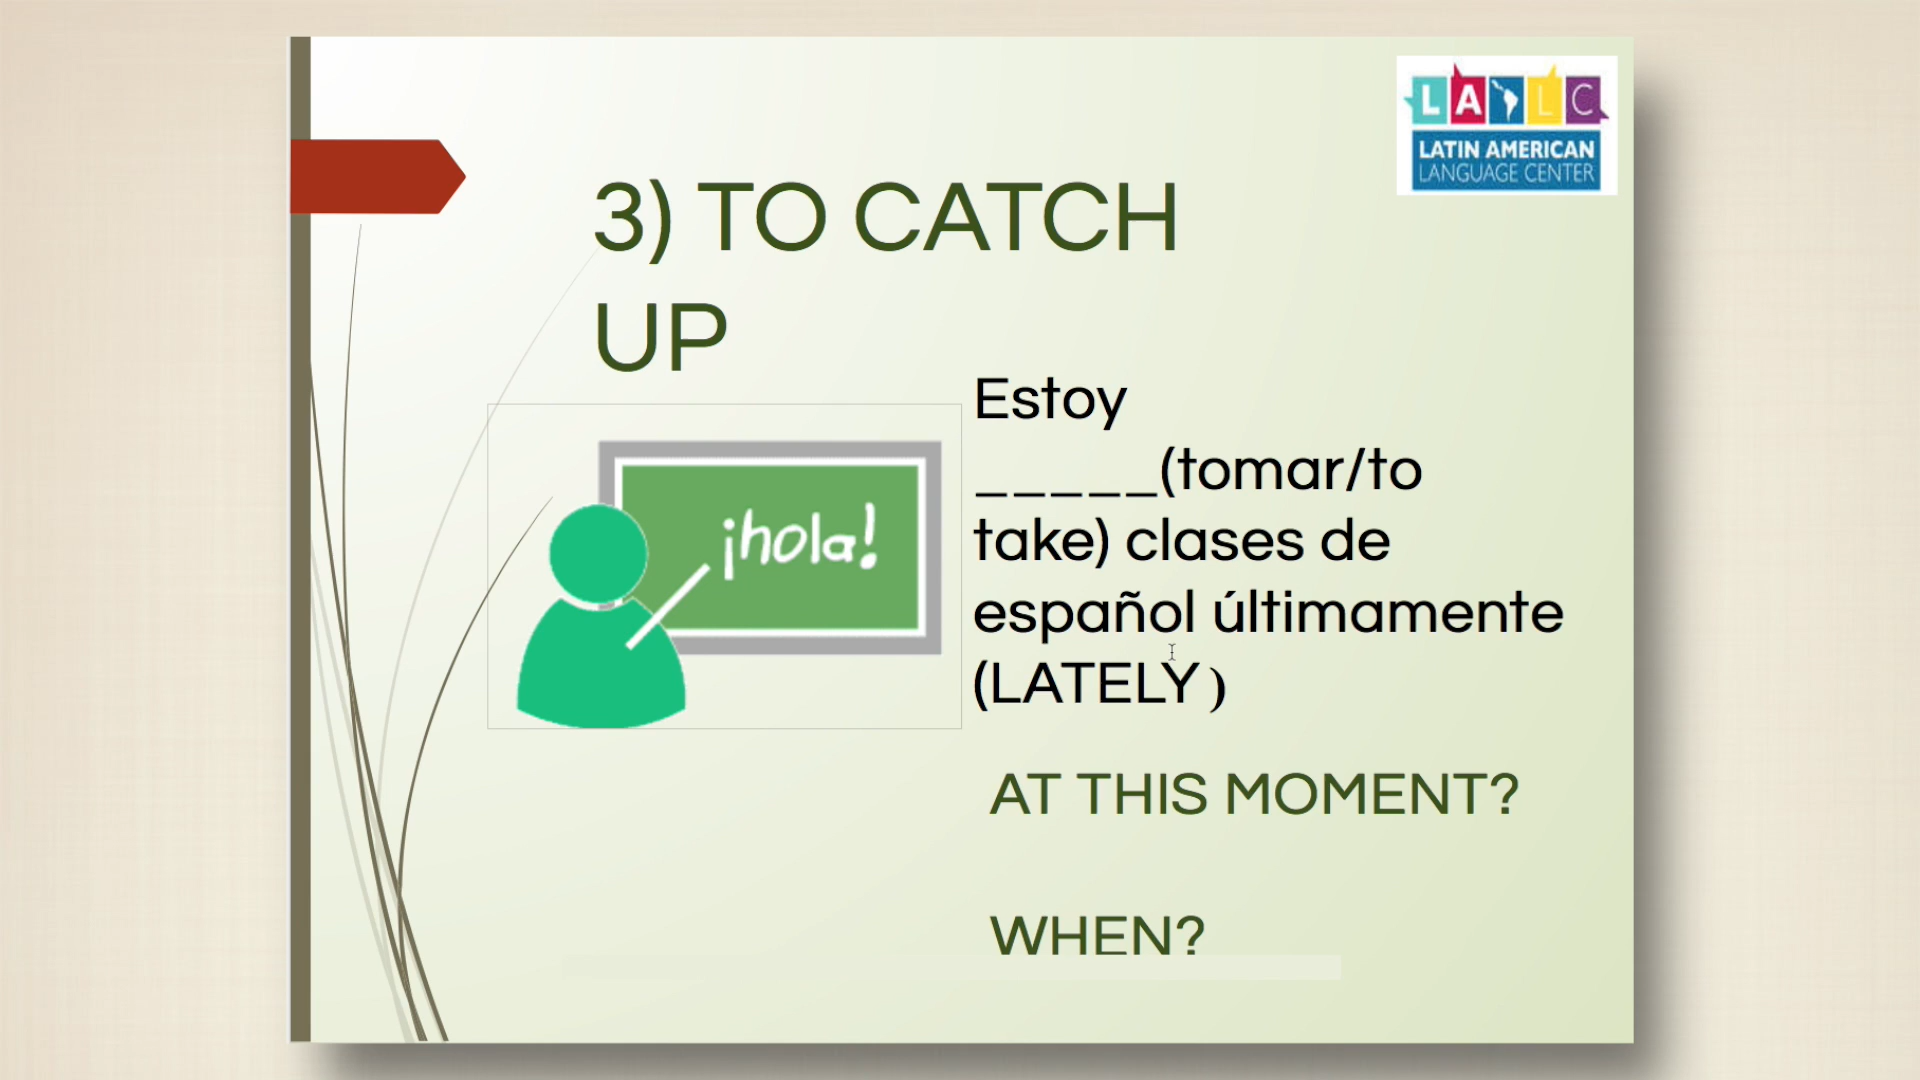 LALC
LATIN AMERICAN
LANGUAGE CENTER
3) TO CATCH
UP
¡hola!
Estoy
_____(tomar/to
take) clases de
español últimamente
(LATELY)
AT THIS MOMENT?
WHEN?